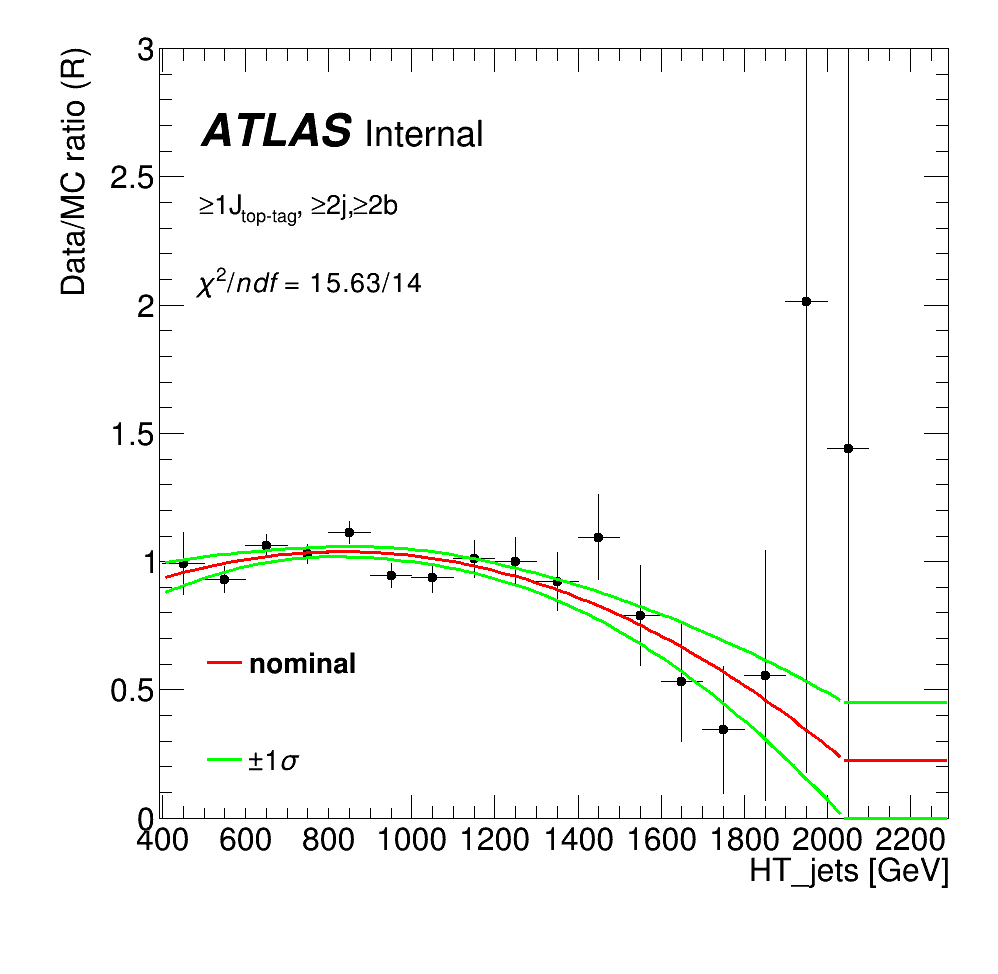 Data/MC ratio (R)
3
2.5
2
1.5
1
0.5
0
ATLAS Internal
≥1J_top-tag, ≥2j,≥2b
χ²/ndf = 15.63/14
nominal
±1σ
400 600 800 1000 1200 1400 1600 1800 2000 2200
HT_jets [GeV]